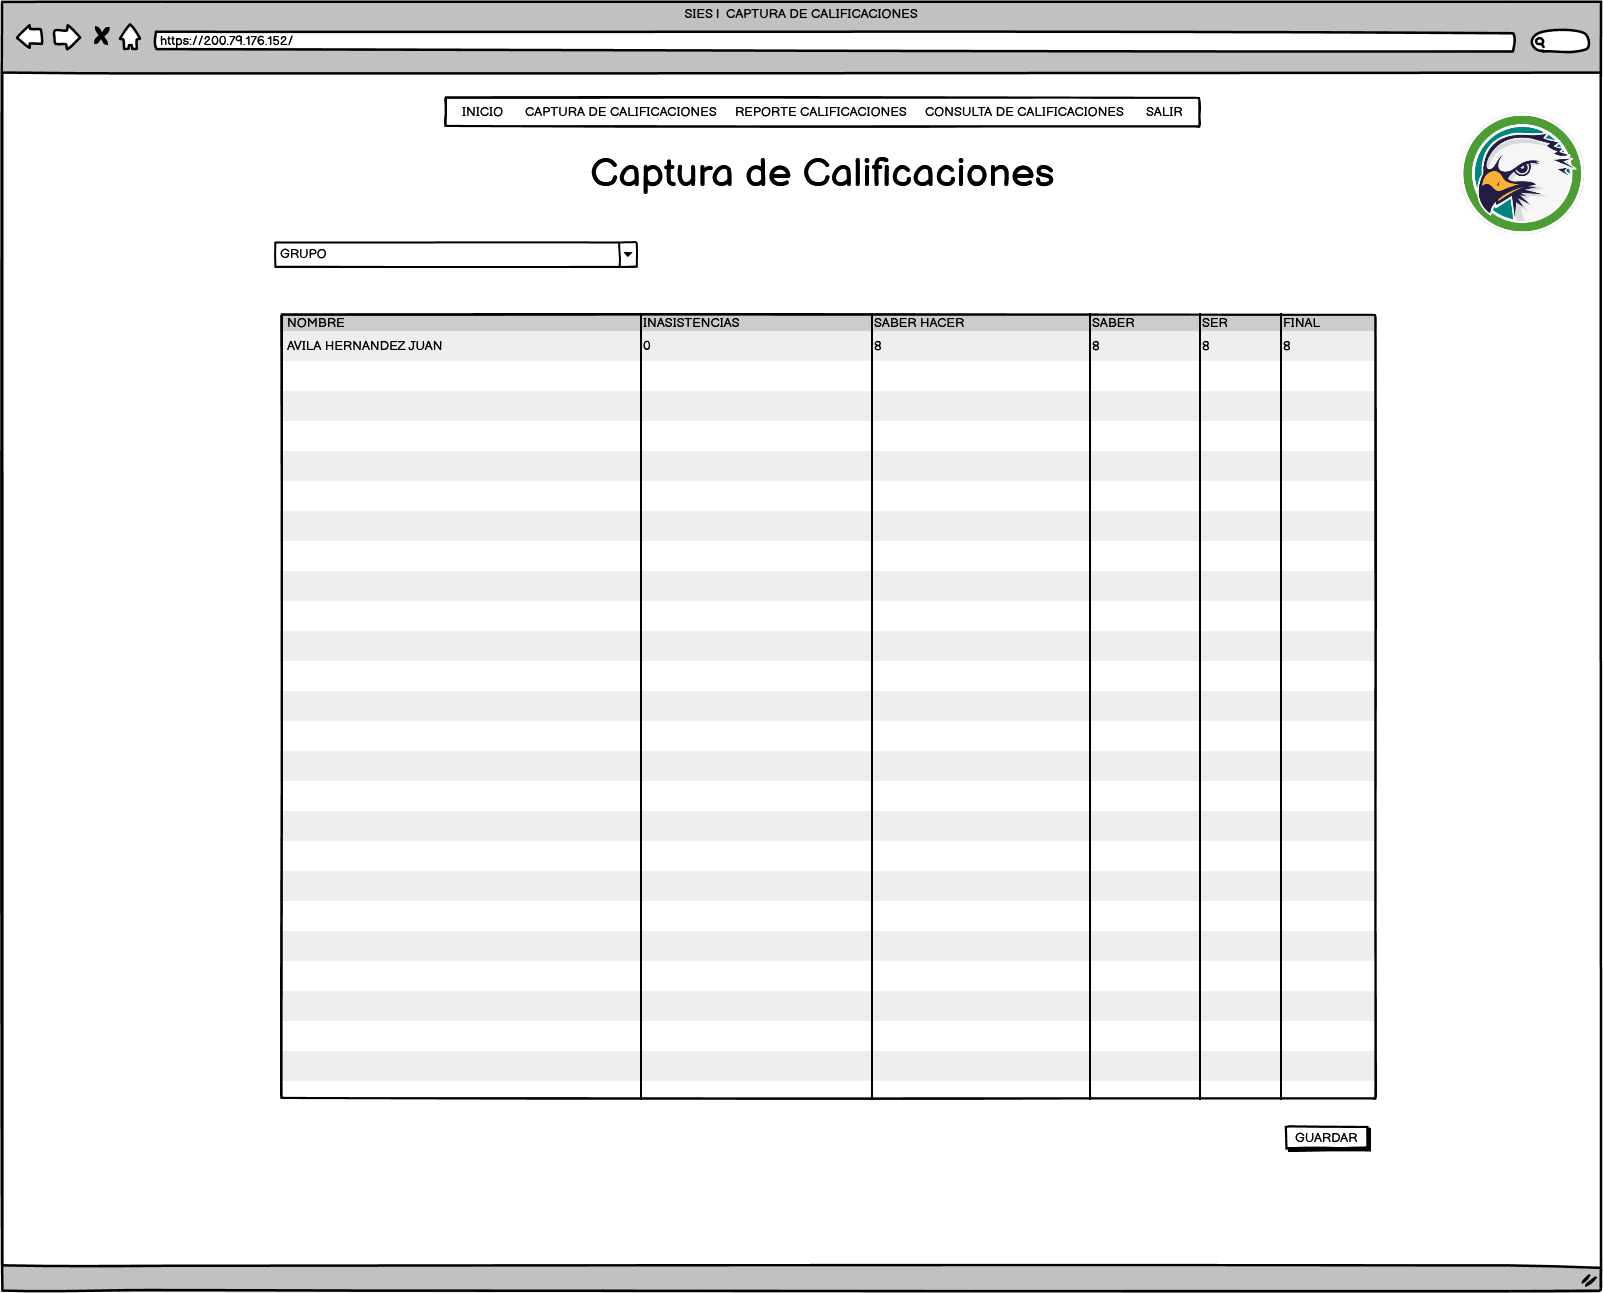 SIES | CAPTURA DE CALIFICACIONES
https://200.79.176.152/
INICIO CAPTURA DE CALIFICACIONES REPORTE CALIFICACIONES CONSULTA DE CALIFICACIONES SALIR
Captura de Calificaciones
GRUPO
NOMBRE INASISTENCIAS SABER HACER SABER SER FINAL
AVILA HERNANDEZ JUAN 0 8 8 8 8
GUARDAR